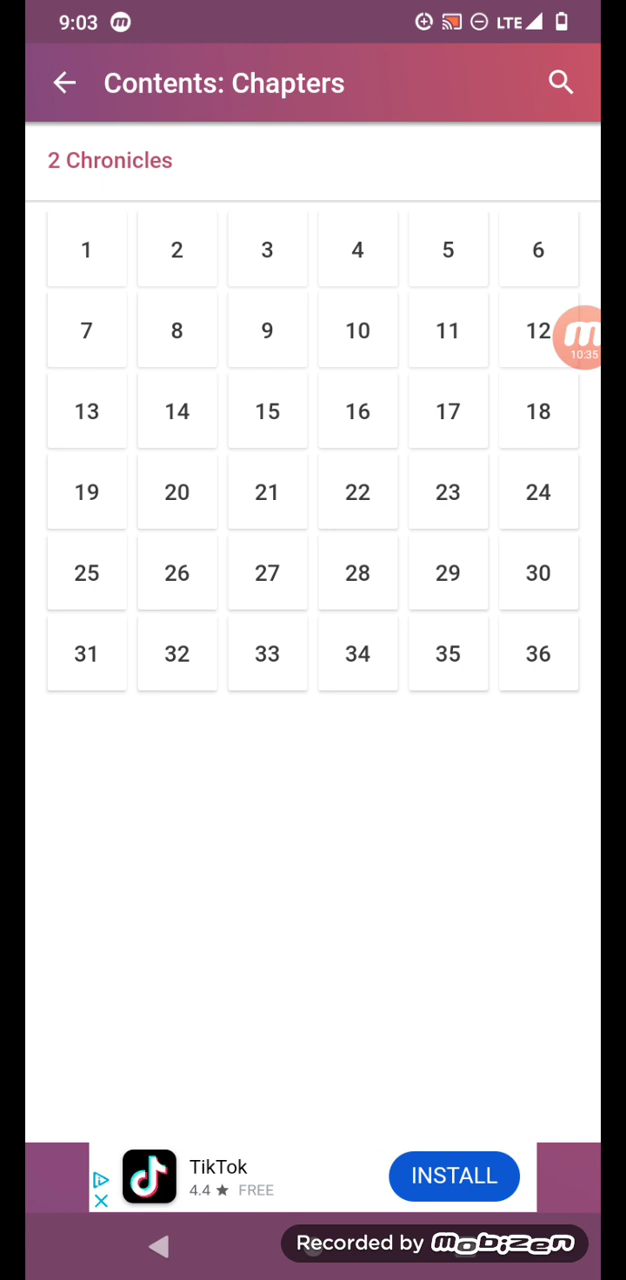 9:03 LTE
Contents: Chapters
2 Chronicles
1 2 3 4 5 6
7 8 9 10 11 12
10:35
13 14 15 16 17 18
19 20 21 22 23 24
25 26 27 28 29 30
31 32 33 34 35 36
TikTok
4.4 ★ FREE
INSTALL
Recorded by mobizen